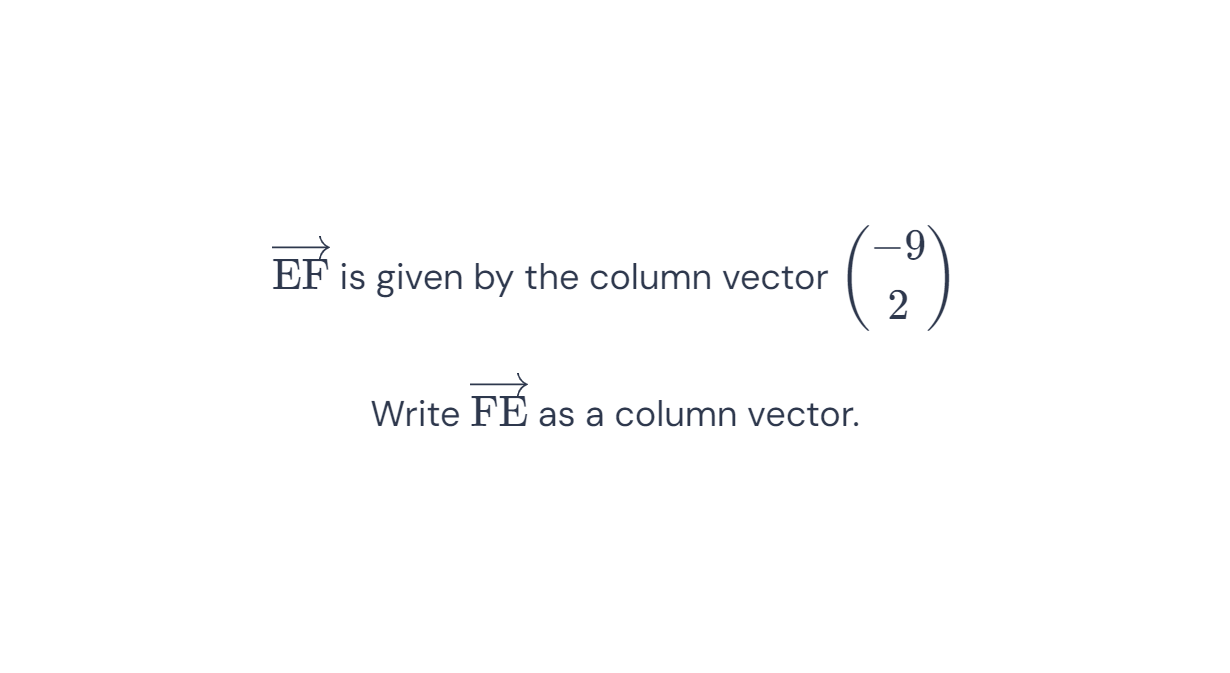 $\overrightarrow{\mathrm{EF}}$ is given by the column vector $\begin{pmatrix} -9 \\ 2 \end{pmatrix}$
Write $\overrightarrow{\mathrm{FE}}$ as a column vector.